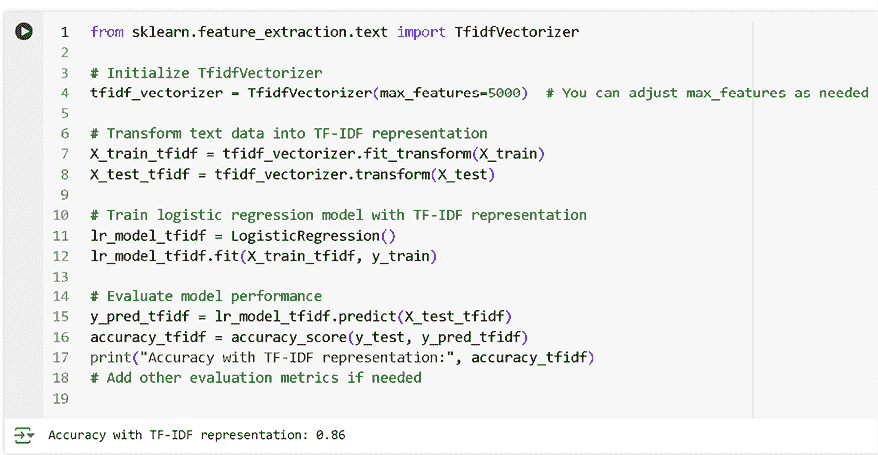 1 from sklearn.feature_extraction.text import TfidfVectorizer
2
3 # Initialize TfidfVectorizer
4 tfidf_vectorizer = TfidfVectorizer(max_features=5000)  # You can adjust max_features as needed
5
6 # Transform text data into TF-IDF representation
7 X_train_tfidf = tfidf_vectorizer.fit_transform(X_train)
8 X_test_tfidf = tfidf_vectorizer.transform(X_test)
9
10 # Train logistic regression model with TF-IDF representation
11 lr_model_tfidf = LogisticRegression()
12 lr_model_tfidf.fit(X_train_tfidf, y_train)
13
14 # Evaluate model performance
15 y_pred_tfidf = lr_model_tfidf.predict(X_test_tfidf)
16 accuracy_tfidf = accuracy_score(y_test, y_pred_tfidf)
17 print("Accuracy with TF-IDF representation:", accuracy_tfidf)
18 # Add other evaluation metrics if needed
19
Accuracy with TF-IDF representation: 0.86